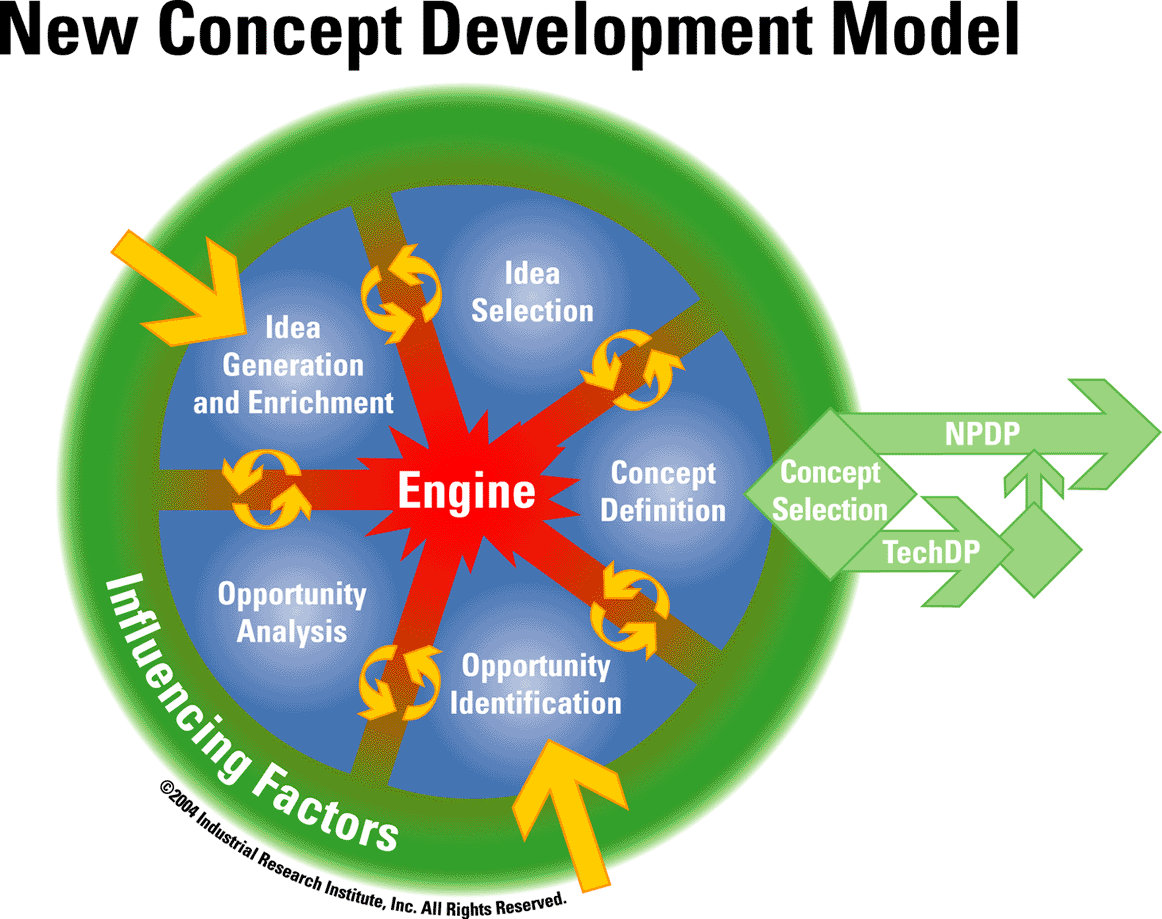 New Concept Development Model
Idea
Selection
Idea
Generation
and Enrichment
Engine
Concept
Definition
Concept
Selection
NPDP
TechDP
Opportunity
Analysis
Opportunity
Identification
Influencing Factors
©2004 Industrial Research Institute, Inc. All Rights Reserved.